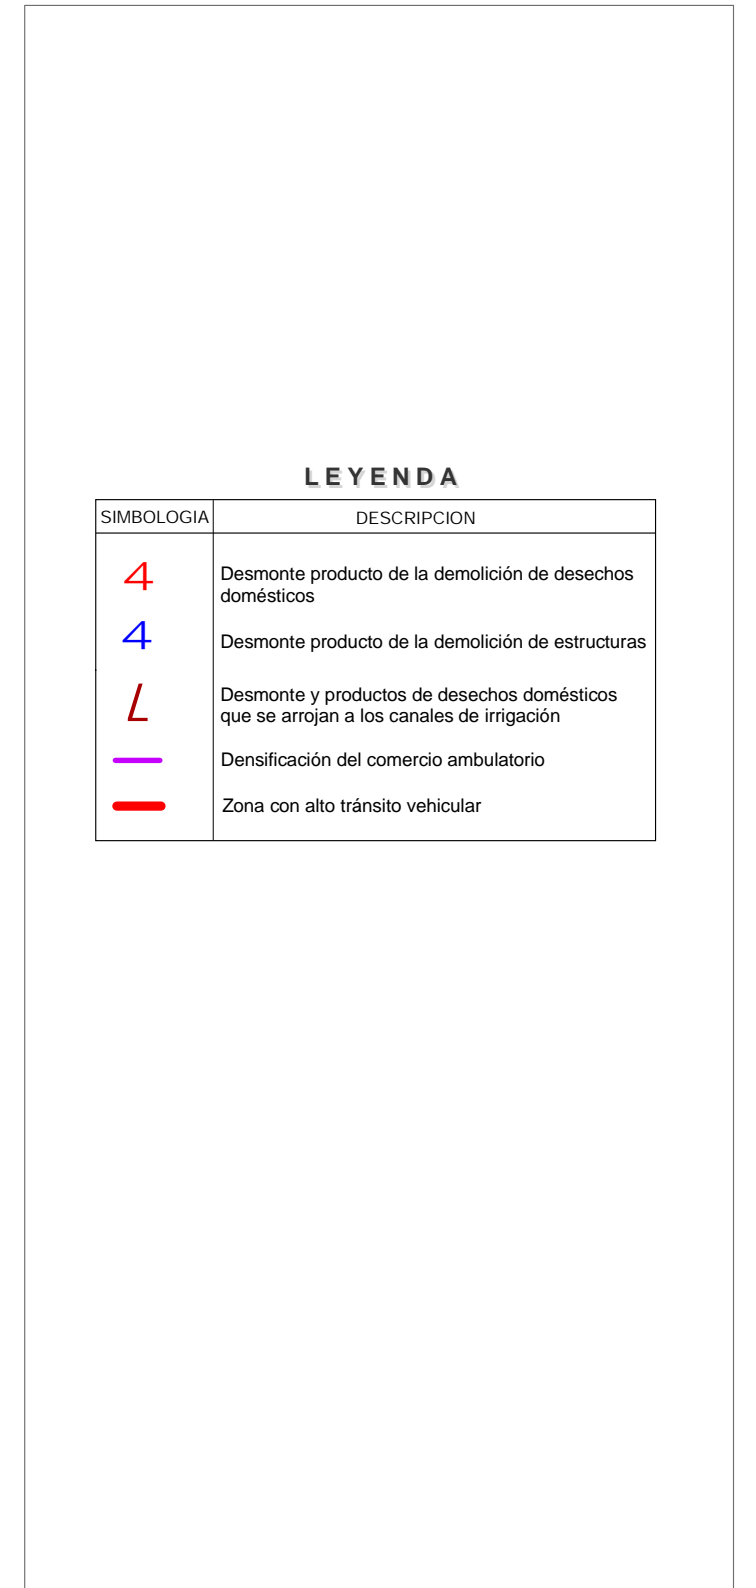 LEYENDA
SIMBOLOGIA DESCRIPCION
4 Desmonte producto de la demolición de desechos
domésticos
4 Desmonte producto de la demolición de estructuras
L Desmonte y productos de desechos domésticos
que se arrojan a los canales de irrigación
Densificación del comercio ambulatorio
Zona con alto tránsito vehicular